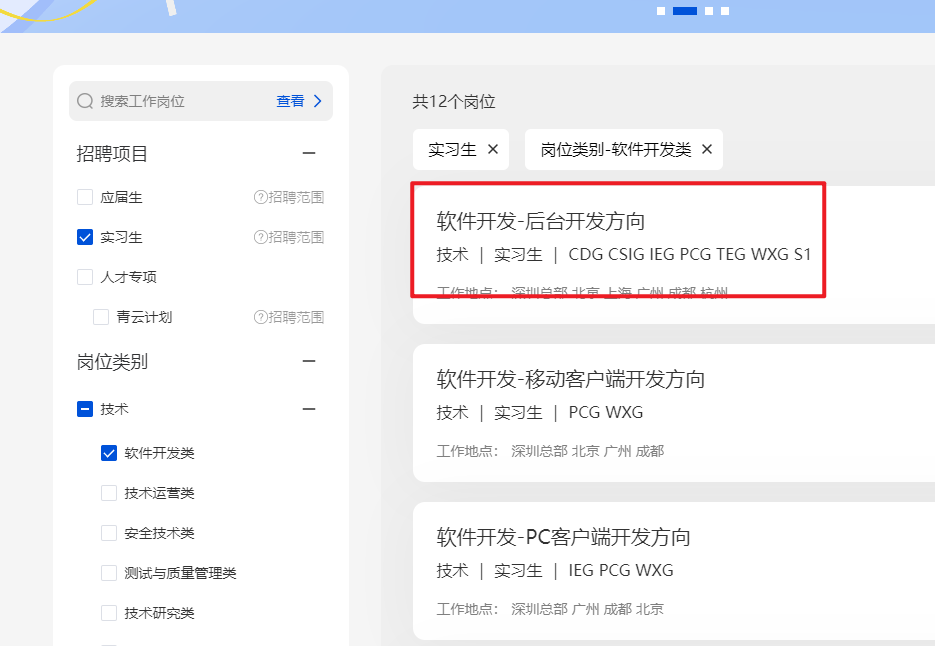 搜索工作岗位 查看
招聘项目
应届生 招聘范围
实习生 招聘范围
人才专项
青云计划 招聘范围
岗位类别
技术
软件开发类
技术运营类
安全技术类
测试与质量管理类
技术研究类
共12个岗位
实习生 × 岗位类别-软件开发类 ×
软件开发-后台开发方向
技术 | 实习生 | CDG CSIG IEG PCG TEG WXG S1
工作地点： 深圳总部 北京 上海 广州 成都 杭州
软件开发-移动客户端开发方向
技术 | 实习生 | PCG WXG
工作地点： 深圳总部 北京 广州 成都
软件开发-PC客户端开发方向
技术 | 实习生 | IEG PCG WXG
工作地点： 深圳总部 广州 成都 北京